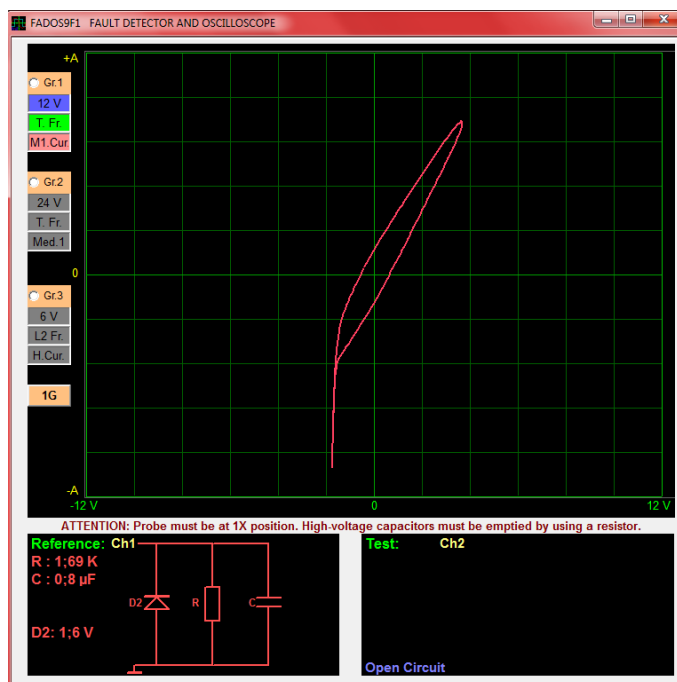 FADOS9F1 FAULT DETECTOR AND OSCILLOSCOPE
+A
Gr.1
12 V
T. Fr.
M1.Cur
Gr.2
24 V
T. Fr.
Med.1
0
Gr.3
6 V
L2 Fr.
H.Cur.
1G
-A
-12 V
0
12 V
ATTENTION: Probe must be at 1X position. High-voltage capacitors must be emptied by using a resistor.
Reference: Ch1
R : 1;69 K
C : 0;8 µF
D2
R
C
D2: 1;6 V
Test: Ch2
Open Circuit